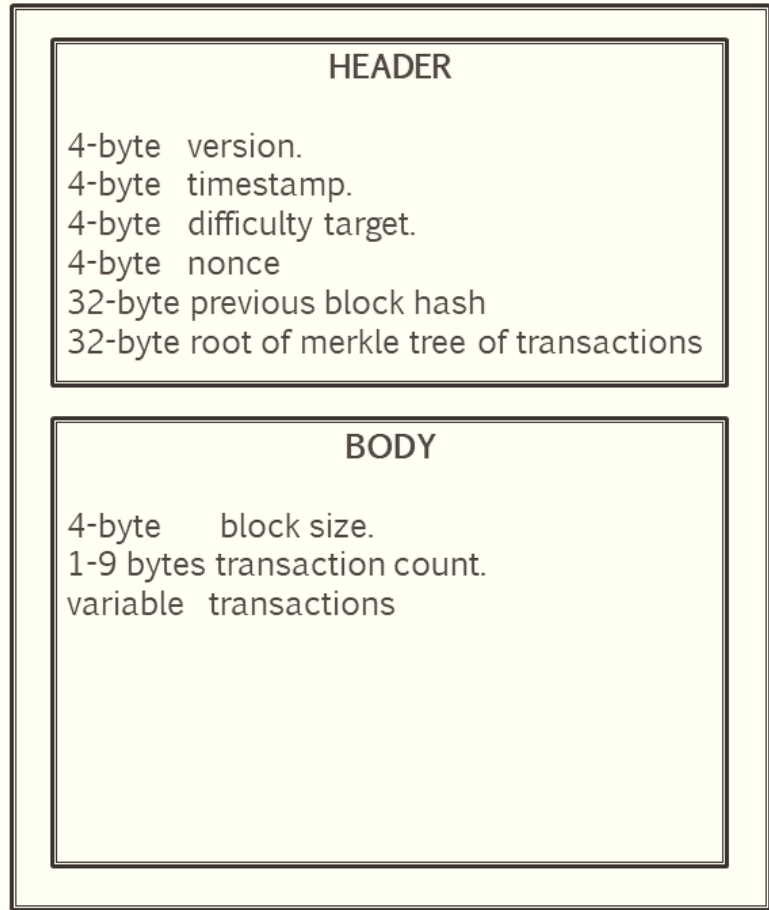 HEADER
4-byte version.
4-byte timestamp.
4-byte difficulty target.
4-byte nonce
32-byte previous block hash
32-byte root of merkle tree of transactions
BODY
4-byte block size.
1-9 bytes transaction count.
variable transactions